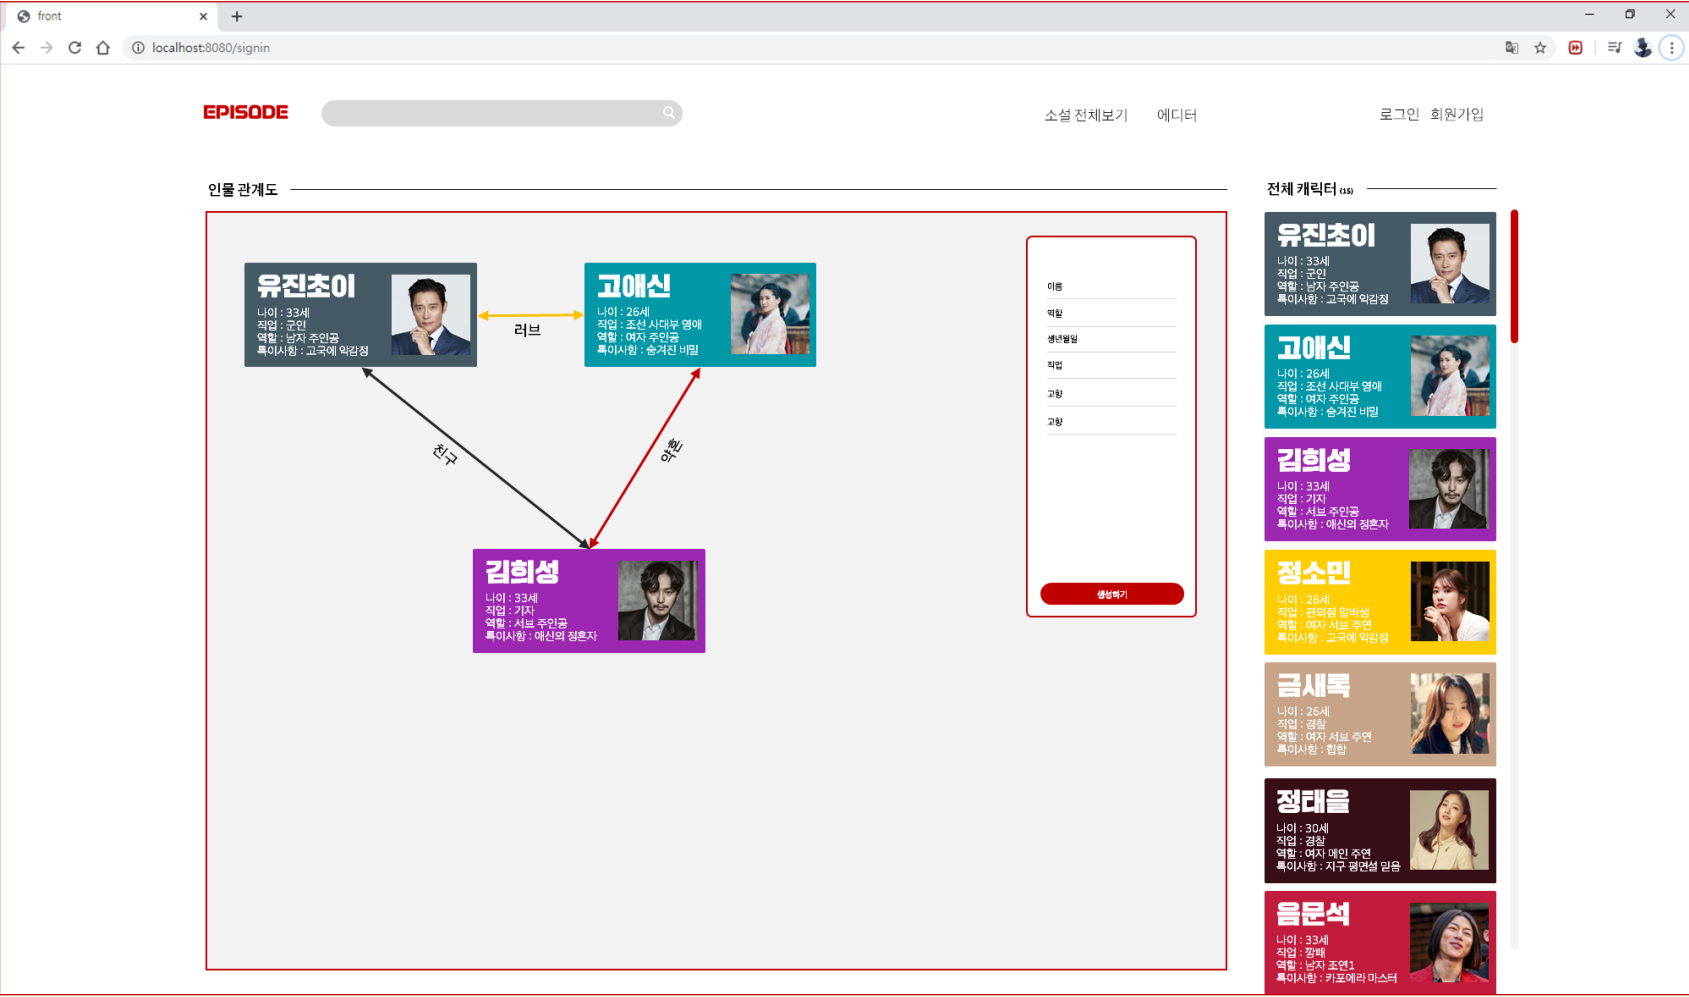 front
localhost:8080/signin
EPISODE
소설 전체보기
에디터
로그인
회원가입
인물 관계도
유진초이
나이 : 33세
직업 : 군인
역할 : 남자 주인공
특이사항 : 고국에 악감정
러브
고애신
나이 : 26세
직업 : 조선 사대부 영애
역할 : 여자 주인공
특이사항 : 숨겨진 비밀
친구
약혼
김희성
나이 : 33세
직업 : 기자
역할 : 서브 주인공
특이사항 : 애신의 정혼자
이름
역할
생년월일
직업
고향
고향
생성하기
전체 캐릭터 (15)
유진초이
나이 : 33세
직업 : 군인
역할 : 남자 주인공
특이사항 : 고국에 악감정
고애신
나이 : 26세
직업 : 조선 사대부 영애
역할 : 여자 주인공
특이사항 : 숨겨진 비밀
김희성
나이 : 33세
직업 : 기자
역할 : 서브 주인공
특이사항 : 애신의 정혼자
정소민
나이 : 26세
직업 : 편의점 알바생
역할 : 여자 서브 주연
특이사항 : 고국에 악감정
금새록
나이 : 26세
직업 : 경찰
역할 : 여자 서브 주연
특이사항 : 힙합
정태을
나이 : 30세
직업 : 경찰
역할 : 여자 메인 주연
특이사항 : 지구 평면설 믿음
음문석
나이 : 33세
직업 : 깡패
역할 : 남자 조연1
특이사항 : 카포에라 마스터